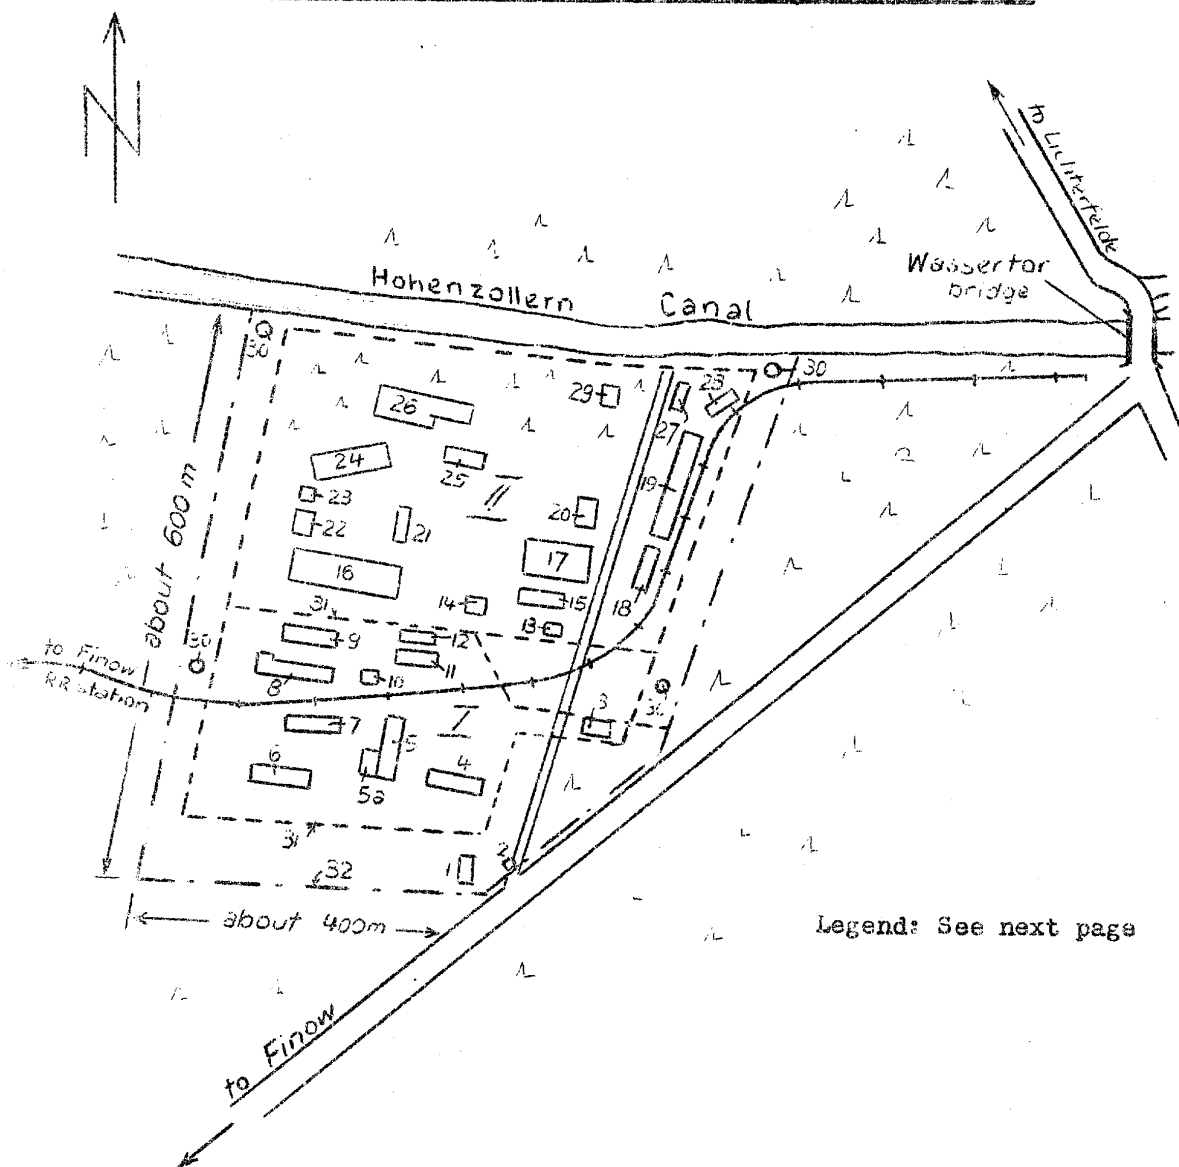 N
to Lichterfelde
Wassertor
bridge
Hohenzollern Canal
30
30
29
28
27
26
24
25
23
22
21
II
20
19
17
16
18
15
14
13
31
12
9
11
10
8
30
to Finow
RR station
7
I
3
30
6
5
5a
4
31
2
1
32
about 600 m
about 400m
Legend: See next page
to Finow